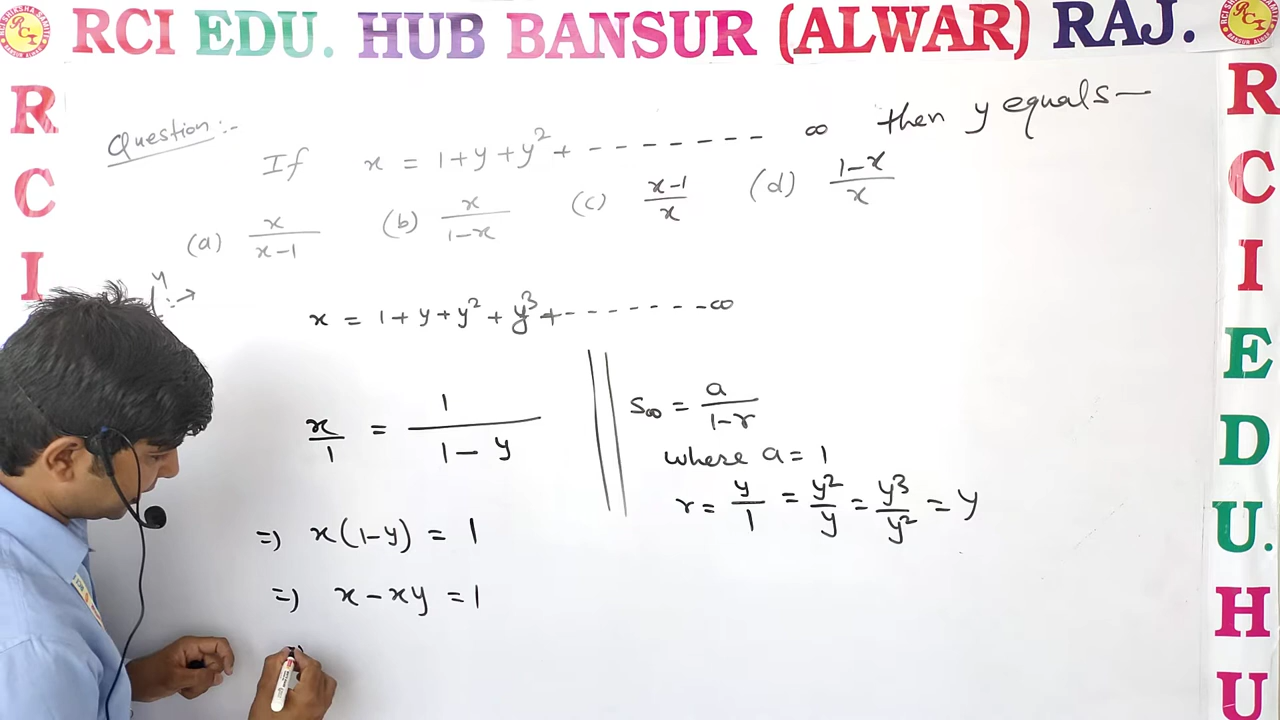 RCI EDU. HUB BANSUR (ALWAR) RAJ.
R
C
I
R
C
I
E
D
U.
H
U
Question:-
If x = 1+y+y²+ ------- ∞ then y equals—
(a) x/(x-1) (b) x/(1-x) (c) (x-1)/x (d) (1-x)/x
x = 1+y+y²+y³+-------∞
x/1 = 1/(1-y)
⇒ x(1-y) = 1
⇒ x-xy = 1
S∞ = a/(1-r)
where a = 1
r = y/1 = y²/y = y³/y² = y